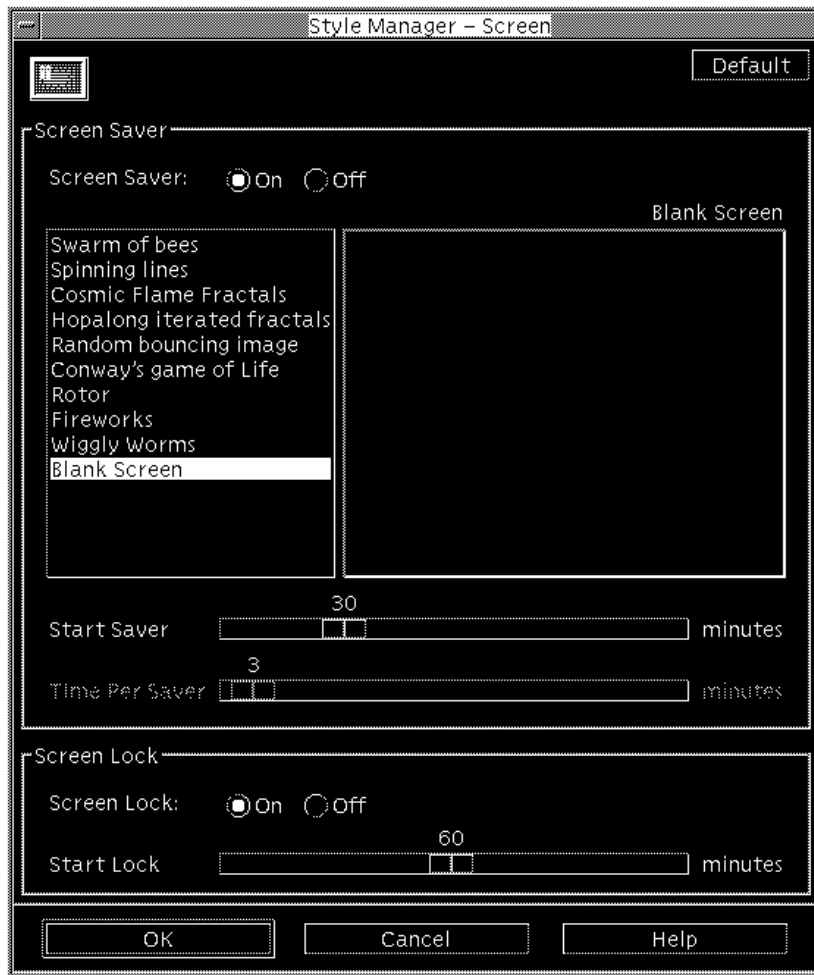 Style Manager – Screen
Default
Screen Saver
Screen Saver: On Off
Blank Screen
Swarm of bees
Spinning lines
Cosmic Flame Fractals
Hopalong iterated fractals
Random bouncing image
Conway's game of Life
Rotor
Fireworks
Wiggly Worms
Blank Screen
30
Start Saver minutes
3
Time Per Saver minutes
Screen Lock
Screen Lock: On Off
60
Start Lock minutes
OK Cancel Help